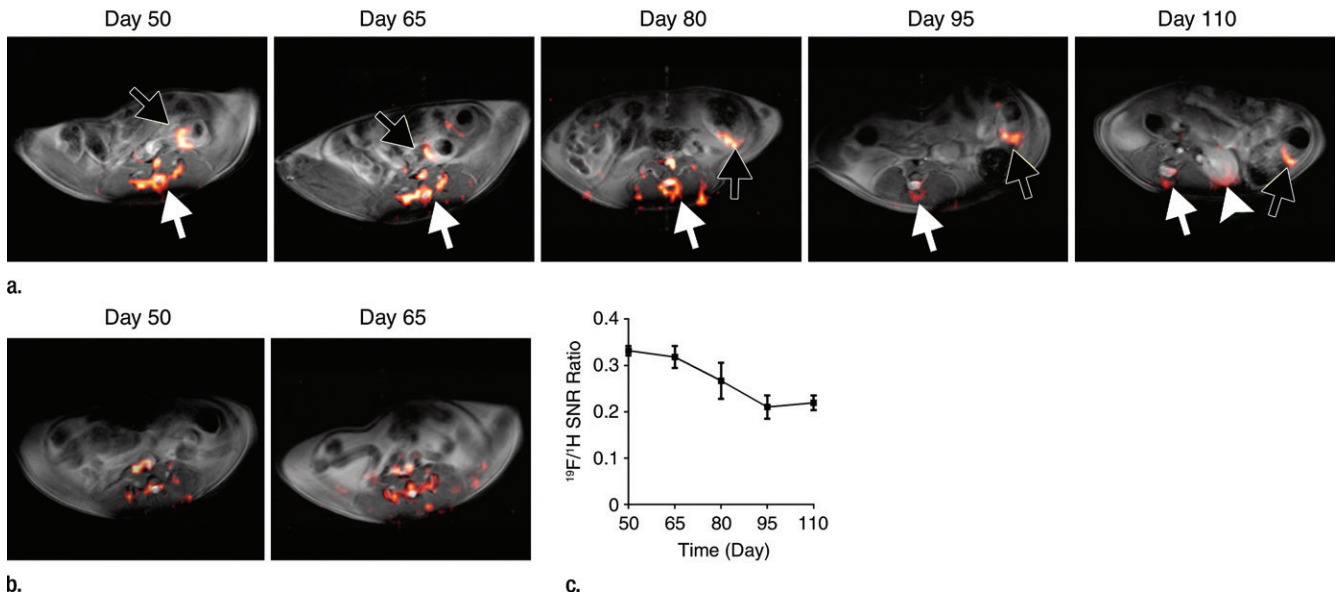 Day 50 Day 65 Day 80 Day 95 Day 110
a.
Day 50 Day 65
b.
0.4
0.3
0.2
0.1
0
¹⁹F/¹H SNR Ratio
50 65 80 95 110
Time (Day)
c.